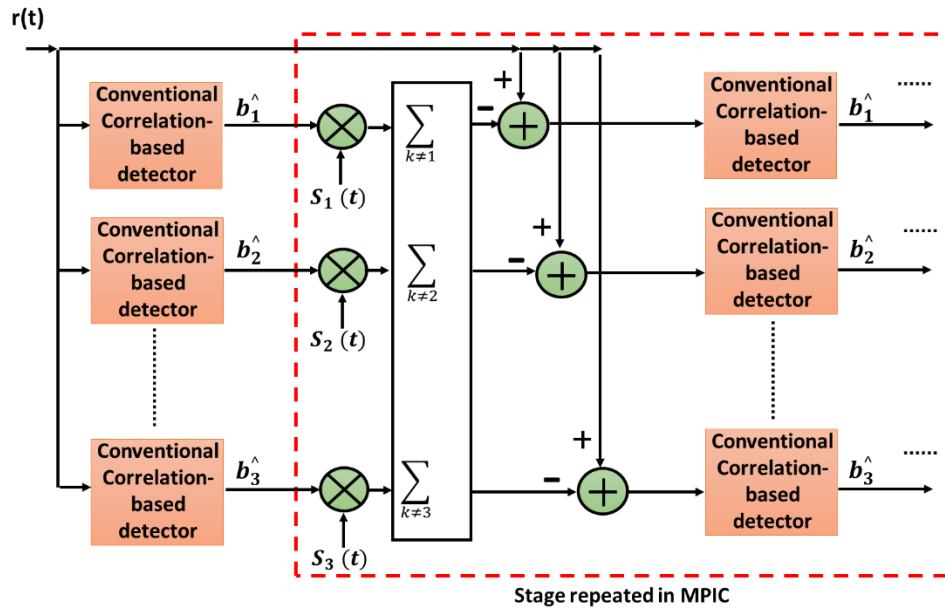 r(t)
Conventional
Correlation-
based
detector
b̂₁
S₁ (t)
∑
k≠1
−
+
+
Conventional
Correlation-
based
detector
b̂₁
......
Conventional
Correlation-
based
detector
b̂₂
S₂ (t)
∑
k≠2
−
+
+
Conventional
Correlation-
based
detector
b̂₂
......
Conventional
Correlation-
based
detector
b̂₃
S₃ (t)
∑
k≠3
−
+
+
Conventional
Correlation-
based
detector
b̂₃
......
Stage repeated in MPIC